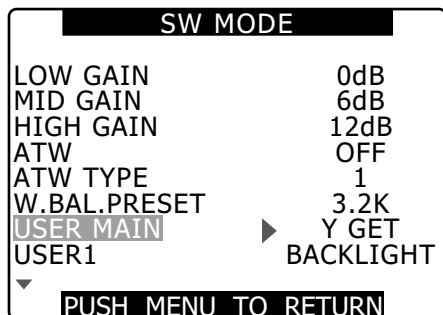 SW MODE
LOW GAIN 0dB
MID GAIN 6dB
HIGH GAIN 12dB
ATW OFF
ATW TYPE 1
W.BAL.PRESET 3.2K
USER MAIN Y GET
USER1 BACKLIGHT
PUSH MENU TO RETURN